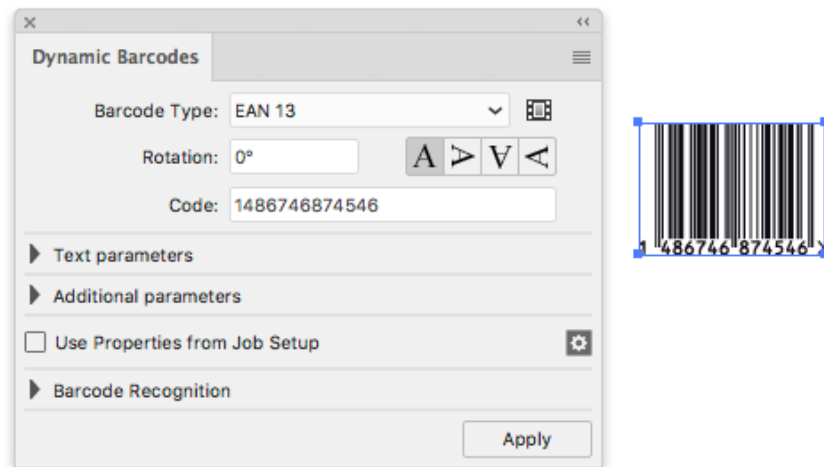 Dynamic Barcodes
Barcode Type: EAN 13
Rotation: 0° A A A A
Code: 1486746874546
Text parameters
Additional parameters
Use Properties from Job Setup
Barcode Recognition
Apply
1 486746 874546 >